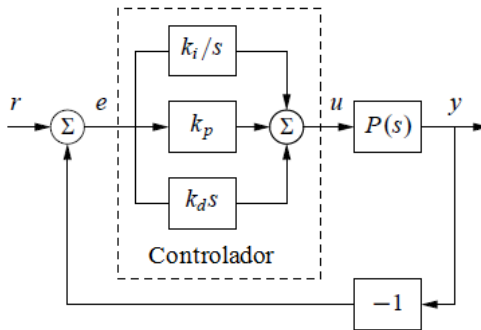 k_i/s
r
Σ
e
k_p
Σ
u
P(s)
y
k_d s
Controlador
−1